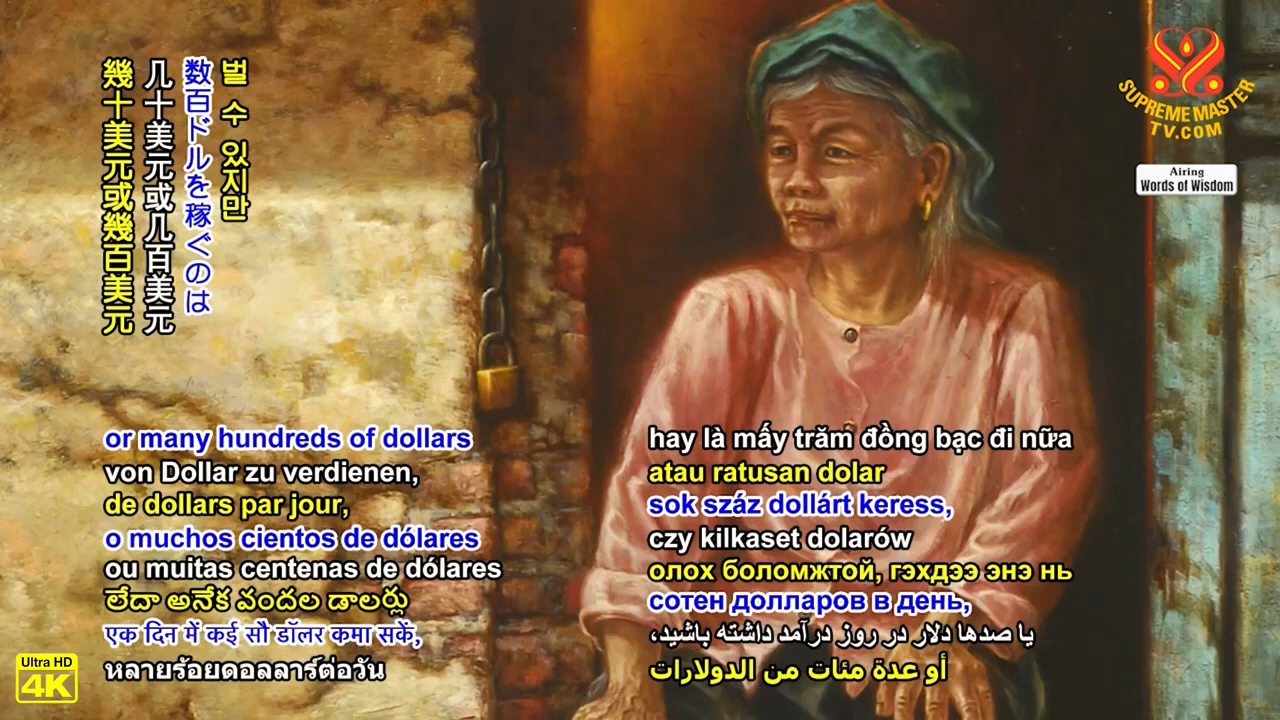 벌 수 있지만
数百ドルを稼ぐのは
几十美元或几百美元
幾十美元或幾百美元
SUPREME MASTER
TV.COM
Airing
Words of Wisdom
or many hundreds of dollars
von Dollar zu verdienen,
de dollars par jour,
o muchos cientos de dólares
ou muitas centenas de dólares
లేదా అనేక వందల డాలర్లు
एक दिन में कई सौ डॉलर कमा सकें,
หลายร้อยดอลลาร์ต่อวัน
hay là mấy trăm đồng bạc đi nữa
atau ratusan dolar
sok száz dollárt keress,
czy kilkaset dolarów
олох боломжтой, гэхдээ энэ нь
сотен долларов в день,
یا صدها دلار در روز درآمد داشته باشید،
أو عدة مئات من الدولارات
Ultra HD
4K